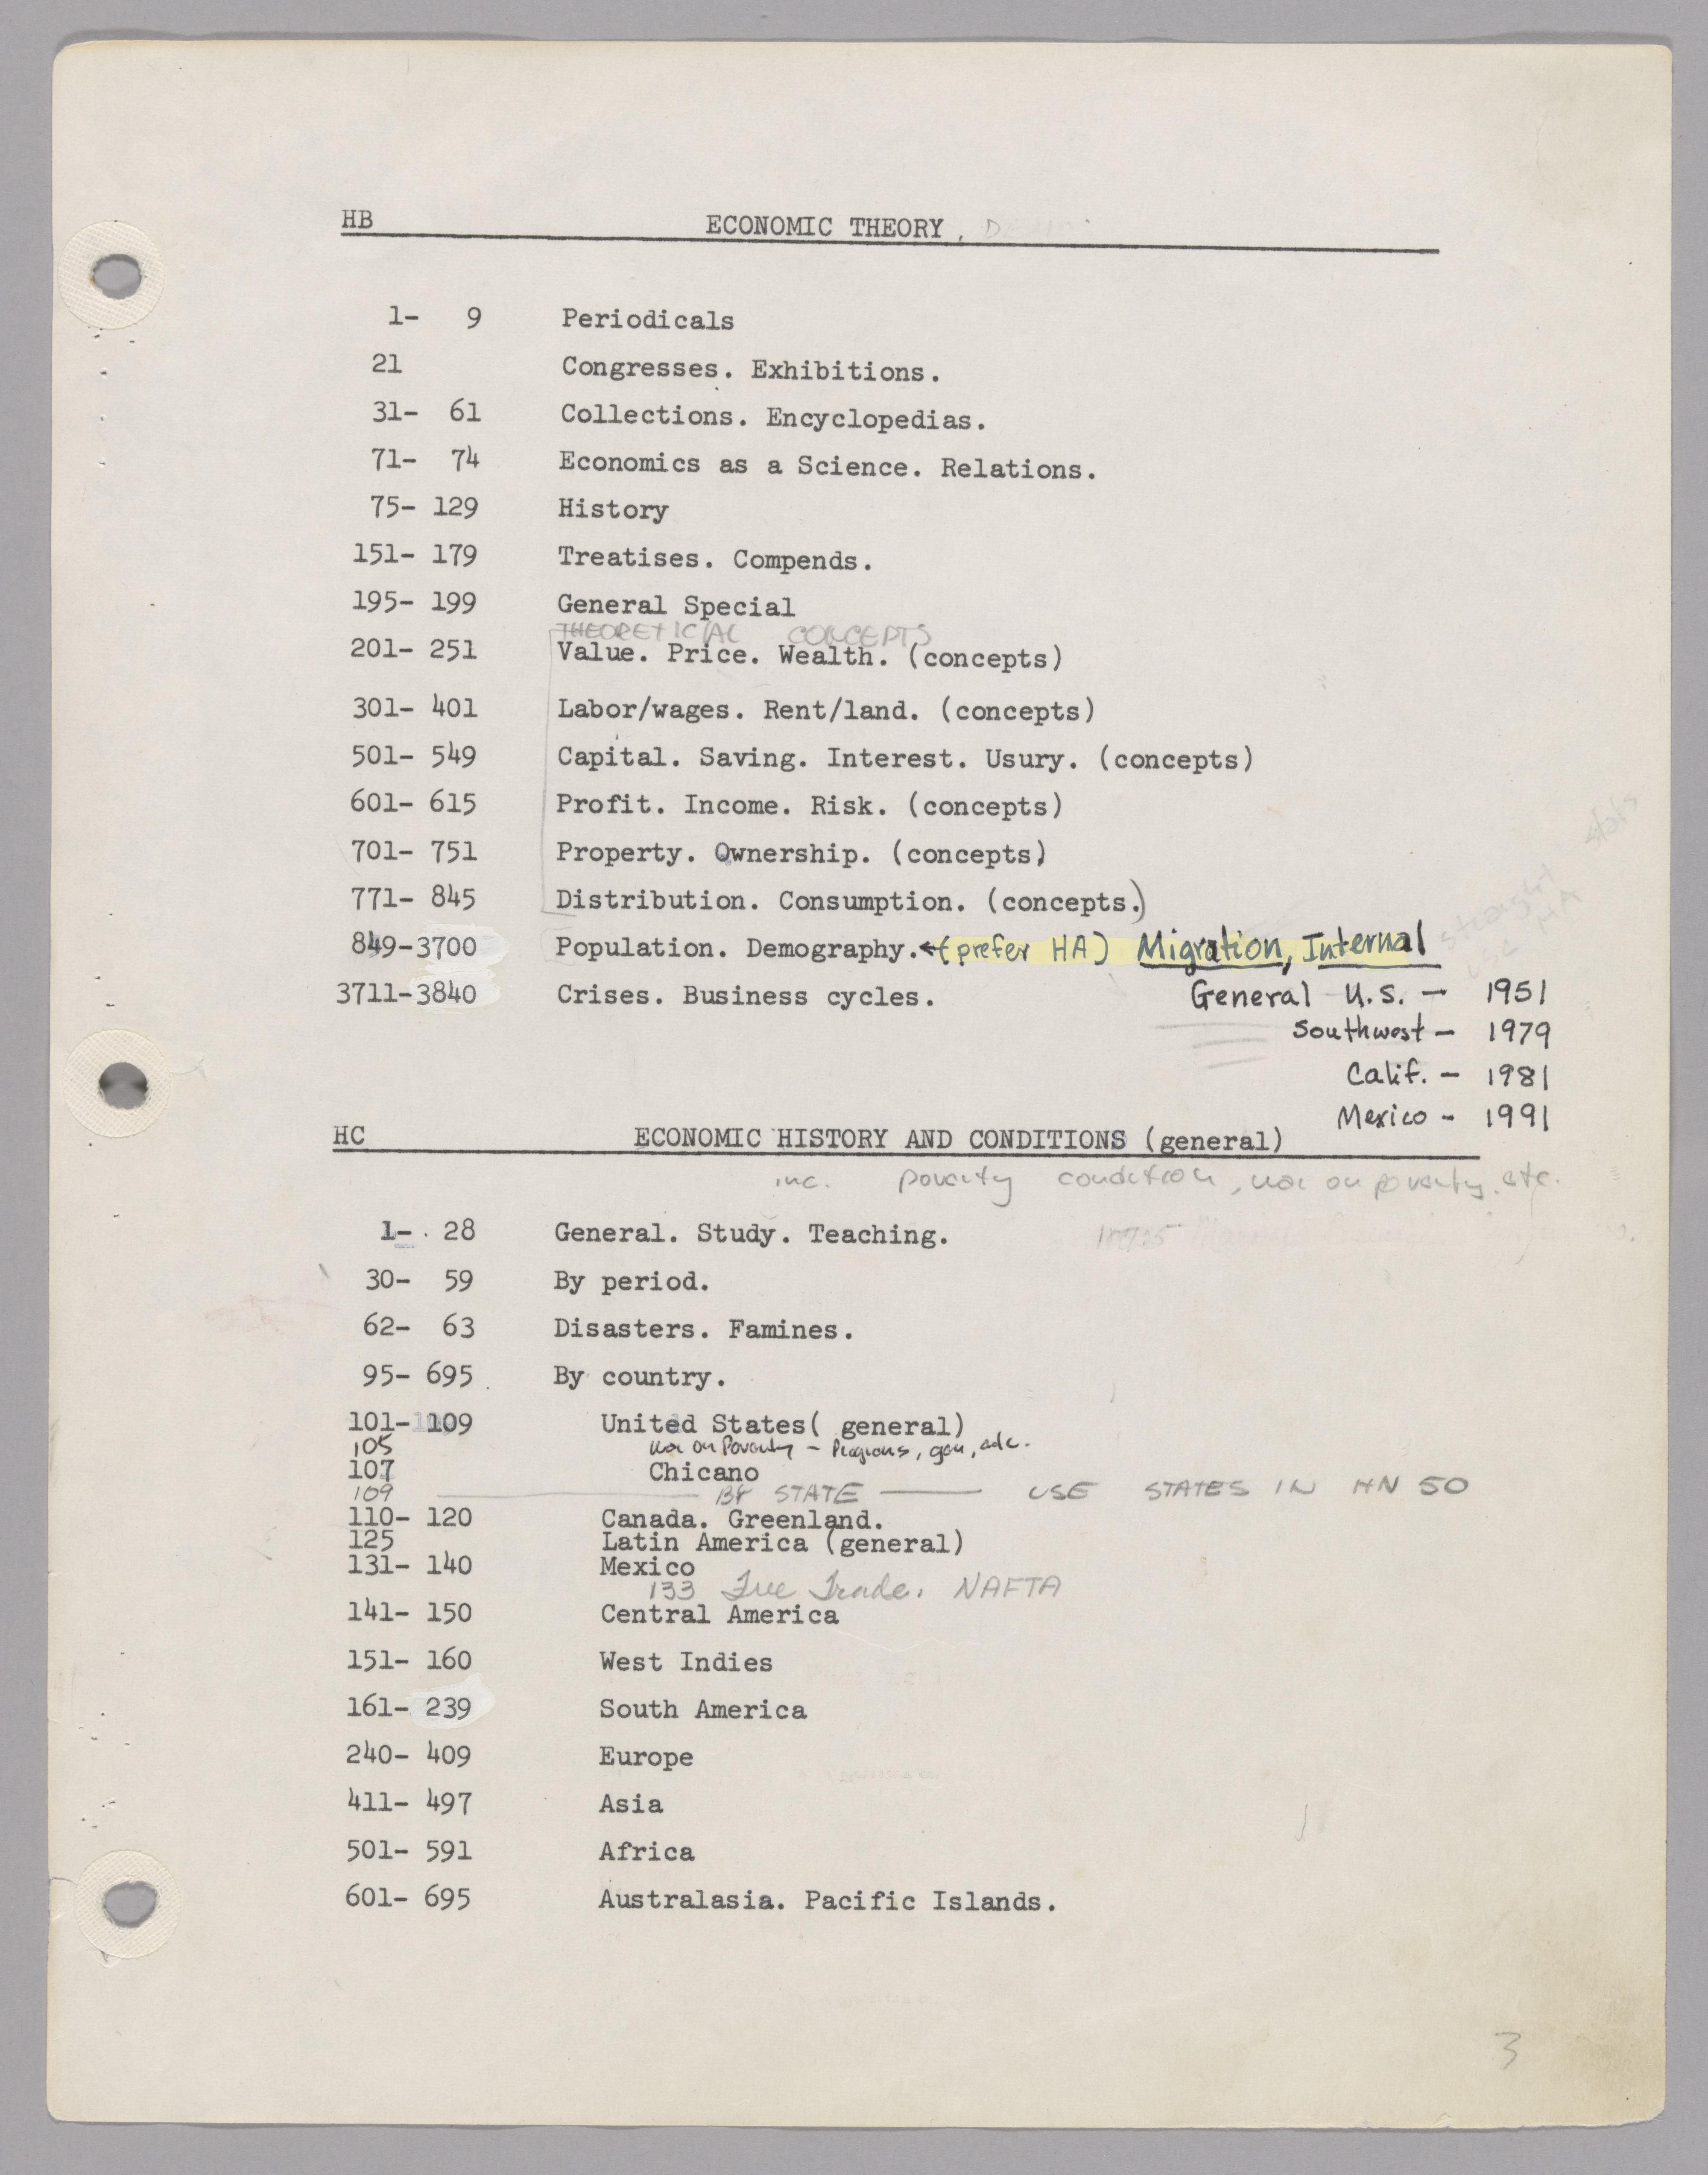 HB ECONOMIC THEORY.
1- 9 Periodicals
21 Congresses. Exhibitions.
31- 61 Collections. Encyclopedias.
71- 74 Economics as a Science. Relations.
75- 129 History
151- 179 Treatises. Compends.
195- 199 General Special
THEORETICIAL CONCEPTS
201- 251 Value. Price. Wealth. (concepts)
301- 401 Labor/wages. Rent/land. (concepts)
501- 549 Capital. Saving. Interest. Usury. (concepts)
601- 615 Profit. Income. Risk. (concepts)
701- 751 Property. Ownership. (concepts)
771- 845 Distribution. Consumption. (concepts.)
849-3700 Population. Demography.←(prefer HA) Migration, Internal
3711-3840 Crises. Business cycles. General U.S. - 1951
Southwest - 1979
Calif. - 1981
Mexico - 1991
HC ECONOMIC HISTORY AND CONDITIONS (general)
inc. poverty condition, war on poverty. etc.
1- 28 General. Study. Teaching.
30- 59 By period.
62- 63 Disasters. Famines.
95- 695 By country.
101- 109 United States( general)
105 War on Poverty - Programs, gen, etc.
107 Chicano
109 BY STATE USE STATES IN HN 50
110- 120 Canada. Greenland.
125 Latin America (general)
131- 140 Mexico
133 Free Trade. NAFTA
141- 150 Central America
151- 160 West Indies
161- 239 South America
240- 409 Europe
411- 497 Asia
501- 591 Africa
601- 695 Australasia. Pacific Islands.
3